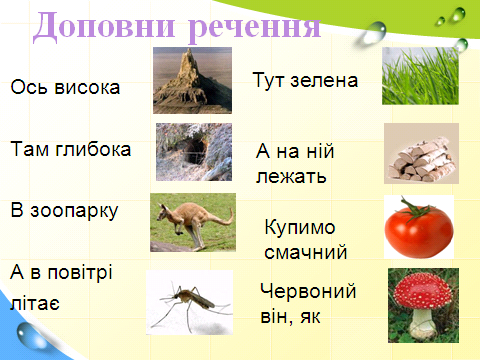 Доповни речення
Ось висока
Там глибока
В зоопарку
А в повітрі
літає
Тут зелена
А на ній
лежать
Купимо
смачний
Червоний
він, як